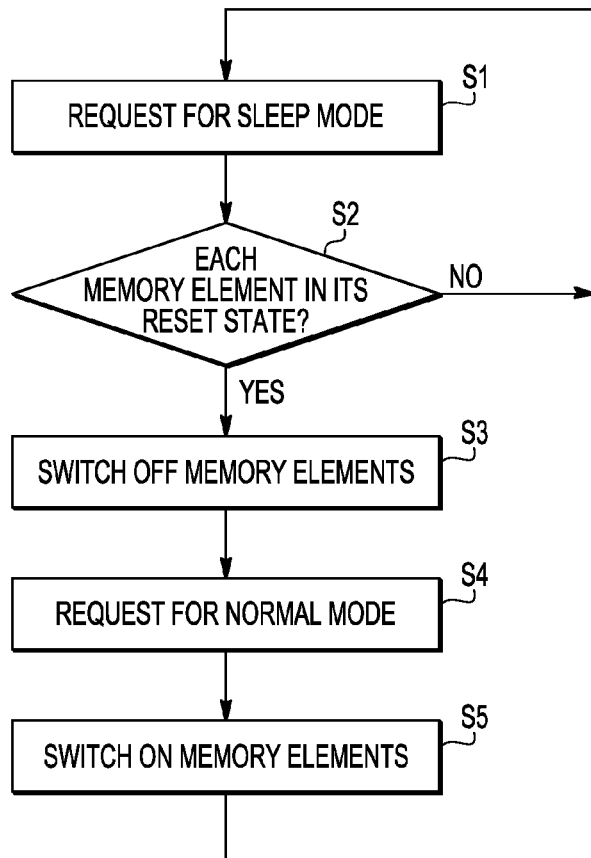 S1
REQUEST FOR SLEEP MODE
S2
EACH
MEMORY ELEMENT IN ITS
RESET STATE?
NO
YES
S3
SWITCH OFF MEMORY ELEMENTS
S4
REQUEST FOR NORMAL MODE
S5
SWITCH ON MEMORY ELEMENTS